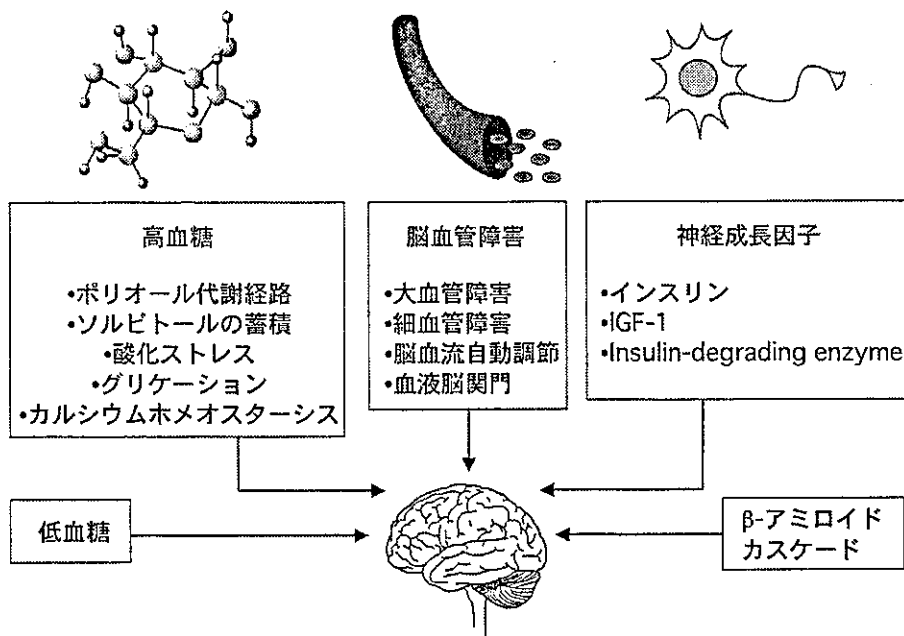 高血糖
•ポリオール代謝経路
•ソルビトールの蓄積
•酸化ストレス
•グリケーション
•カルシウムホメオスターシス
脳血管障害
•大血管障害
•細血管障害
•脳血流自動調節
•血液脳関門
神経成長因子
•インスリン
•IGF-1
•Insulin-degrading enzyme
低血糖
β-アミロイド
カスケード